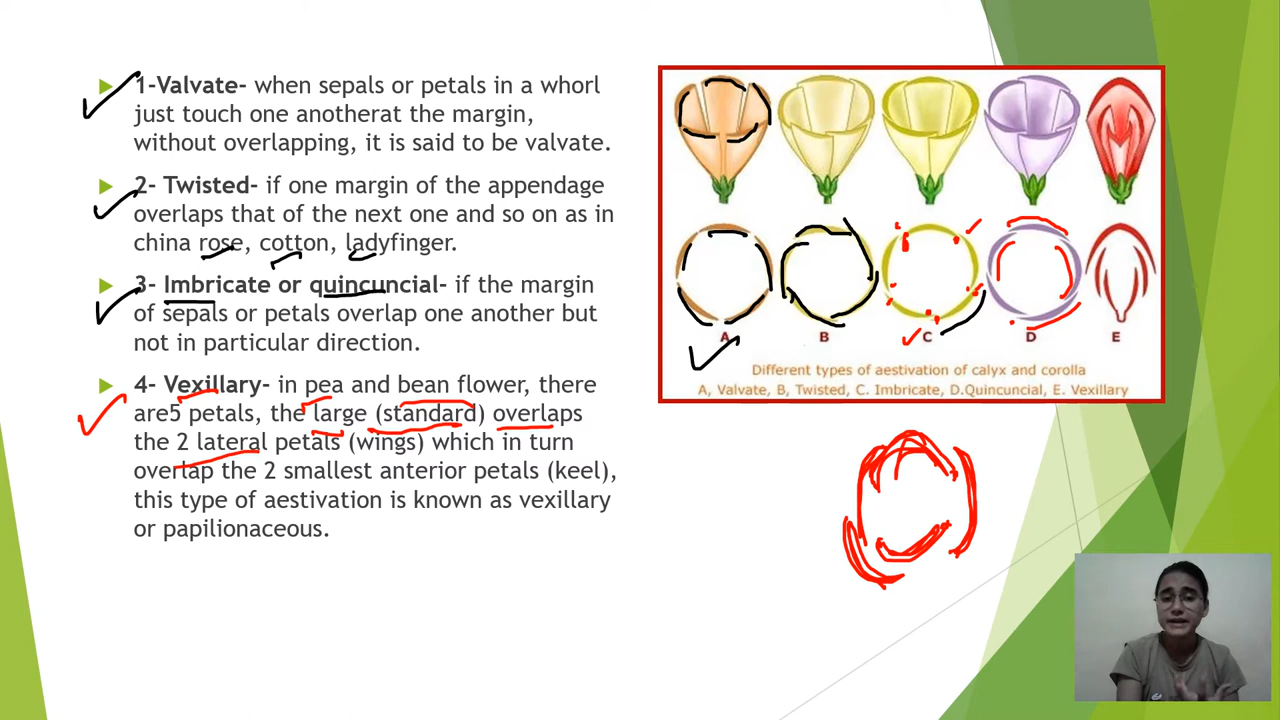 1-Valvate- when sepals or petals in a whorl
just touch one anotherat the margin,
without overlapping, it is said to be valvate.
2- Twisted- if one margin of the appendage
overlaps that of the next one and so on as in
china rose, cotton, ladyfinger.
3- Imbricate or quincuncial- if the margin
of sepals or petals overlap one another but
not in particular direction.
4- Vexillary- in pea and bean flower, there
are5 petals, the large (standard) overlaps
the 2 lateral petals (wings) which in turn
overlap the 2 smallest anterior petals (keel),
this type of aestivation is known as vexillary
or papilionaceous.
A B C D E
Different types of aestivation of calyx and corolla
A, Valvate, B, Twisted, C. Imbricate, D.Quincuncial, E. Vexillary